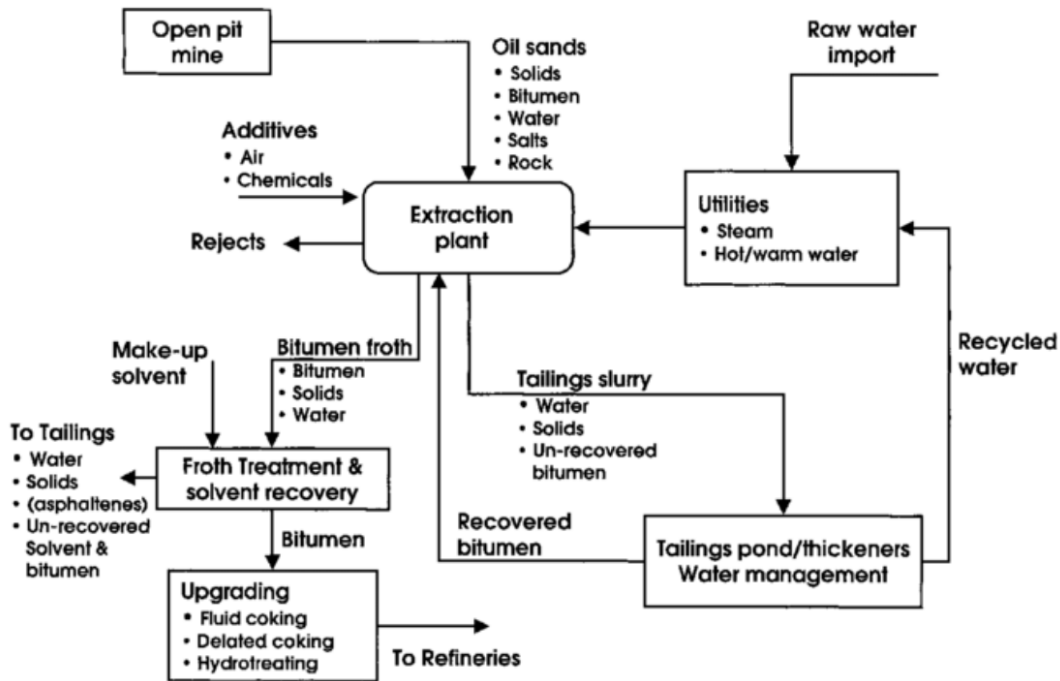 Open pit
mine
Oil sands
• Solids
• Bitumen
• Water
• Salts
• Rock
Raw water
import
Additives
• Air
• Chemicals
Extraction
plant
Utilities
• Steam
• Hot/warm water
Rejects
Make-up
solvent
Bitumen froth
• Bitumen
• Solids
• Water
Tailings slurry
• Water
• Solids
• Un-recovered
bitumen
Recycled
water
To Tailings
• Water
• Solids
• (asphaltenes)
• Un-recovered
Solvent &
bitumen
Froth Treatment &
solvent recovery
Bitumen
Recovered
bitumen
Tailings pond/thickeners
Water management
Upgrading
• Fluid coking
• Delated coking
• Hydrotreating
To Refineries